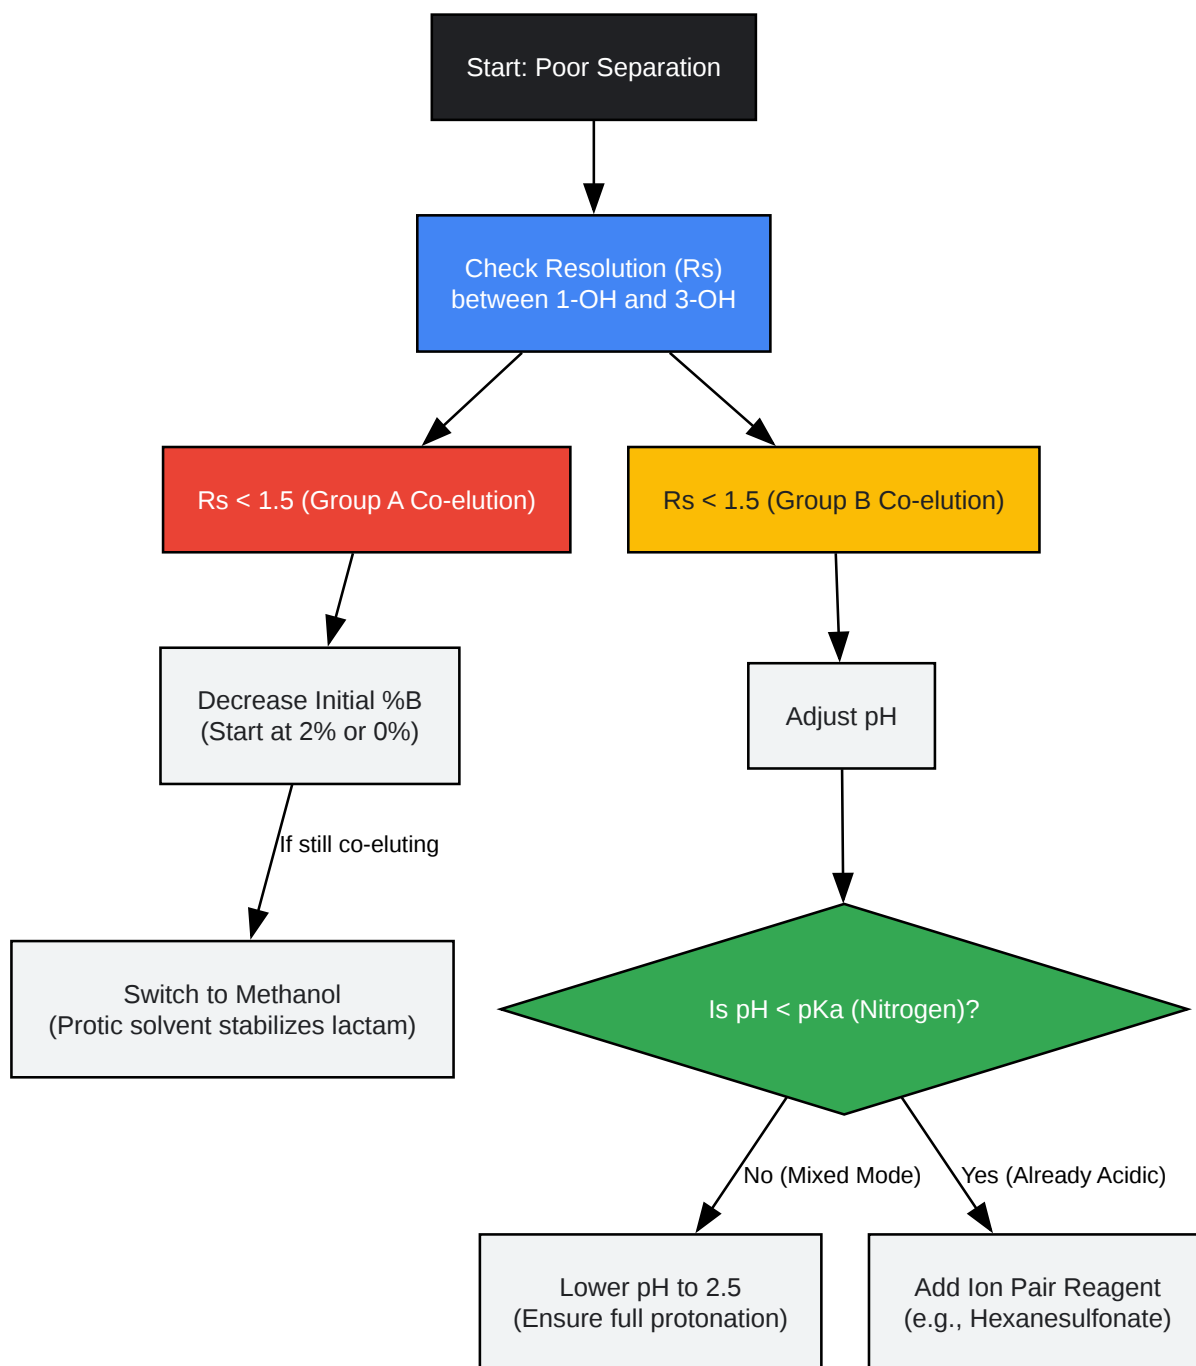 Start: Poor Separation
Check Resolution (Rs)
between 1-OH and 3-OH
Rs < 1.5 (Group A Co-elution)
Rs < 1.5 (Group B Co-elution)
Decrease Initial %B
(Start at 2% or 0%)
Adjust pH
If still co-eluting
Switch to Methanol
(Protic solvent stabilizes lactam)
Is pH < pKa (Nitrogen)?
No (Mixed Mode)
Yes (Already Acidic)
Lower pH to 2.5
(Ensure full protonation)
Add Ion Pair Reagent
(e.g., Hexanesulfonate)